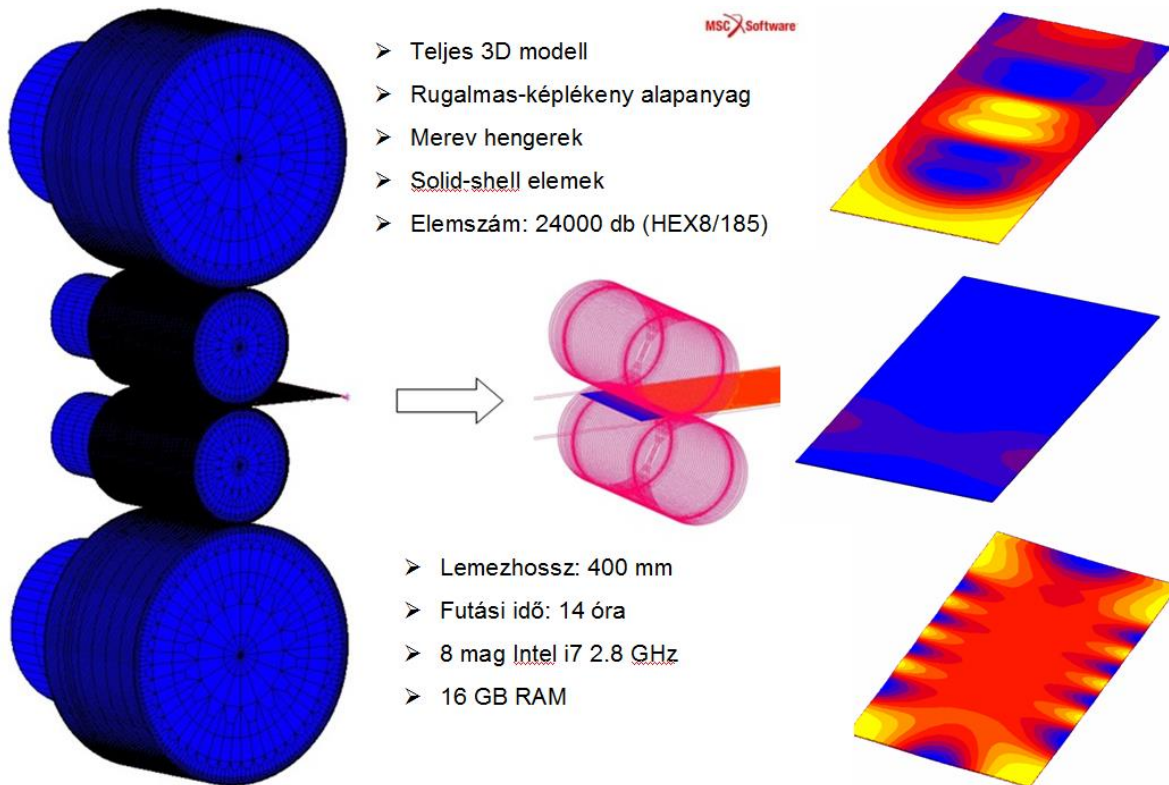 MSC Software
Teljes 3D modell
Rugalmas-képlékeny alapanyag
Merev hengerek
Solid-shell elemek
Elemszám: 24000 db (HEX8/185)
Lemezhossz: 400 mm
Futási idő: 14 óra
8 mag Intel i7 2.8 GHz
16 GB RAM